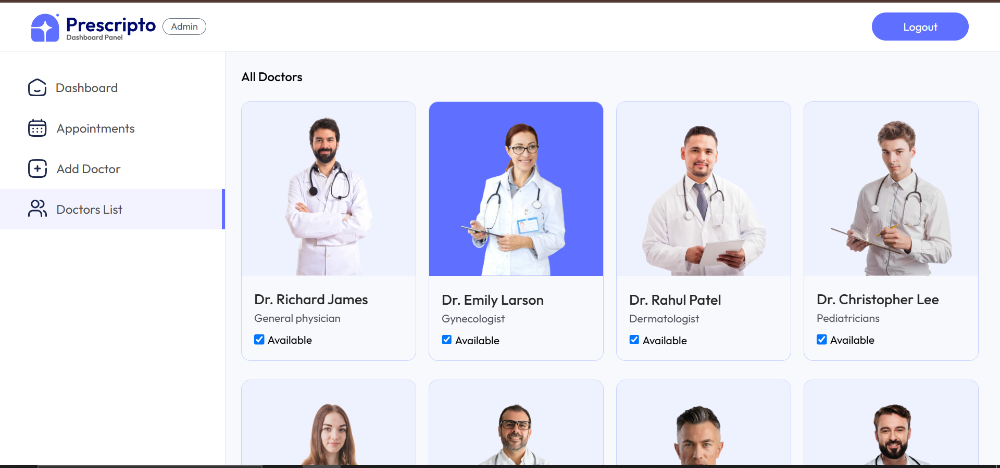 Prescripto
Dashboard Panel
Admin
Logout
Dashboard
Appointments
Add Doctor
Doctors List
All Doctors
Dr. Richard James
General physician
Available
Dr. Emily Larson
Gynecologist
Available
Dr. Rahul Patel
Dermatologist
Available
Dr. Christopher Lee
Pediatricians
Available